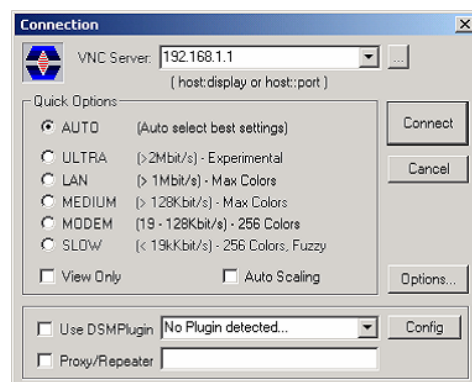 Connection
VNC Server: 192.168.1.1 ...
( host:display or host::port )
Quick Options
AUTO (Auto select best settings)
ULTRA (>2Mbit/s) - Experimental
LAN (> 1Mbit/s) - Max Colors
MEDIUM (> 128Kbit/s) - Max Colors
MODEM (19 - 128Kbit/s) - 256 Colors
SLOW (< 19kKbit/s) - 256 Colors, Fuzzy
View Only Auto Scaling
Connect
Cancel
Options...
Use DSMPlugin No Plugin detected... Config
Proxy/Repeater